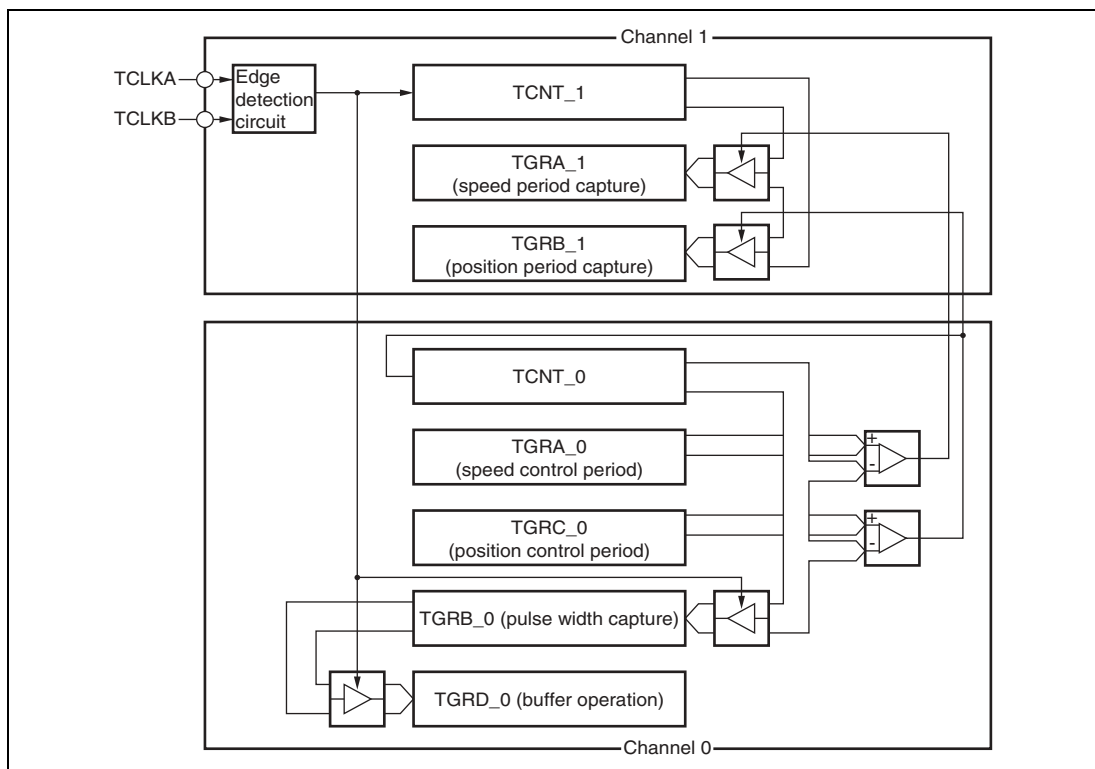 Channel 1
TCLKA
TCLKB
Edge
detection
circuit
TCNT_1
TGRA_1
(speed period capture)
TGRB_1
(position period capture)
TCNT_0
TGRA_0
(speed control period)
+
-
TGRC_0
(position control period)
+
-
TGRB_0 (pulse width capture)
TGRD_0 (buffer operation)
Channel 0